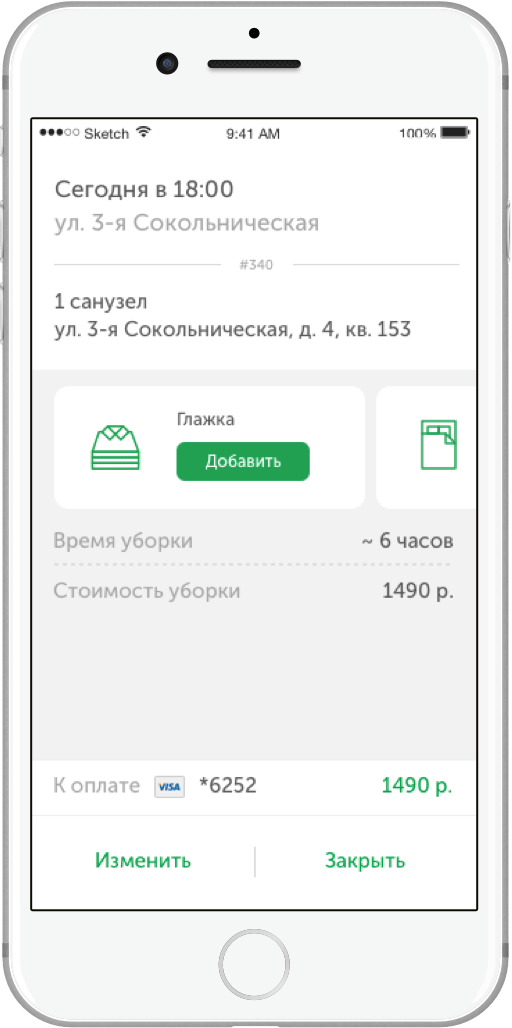 Sketch 9:41 AM 100%
Сегодня в 18:00
ул. 3-я Сокольническая
#340
1 санузел
ул. 3-я Сокольническая, д. 4, кв. 153
Глажка
Добавить
Время уборки ~ 6 часов
Стоимость уборки 1490 р.
К оплате VISA *6252 1490 р.
Изменить Закрыть